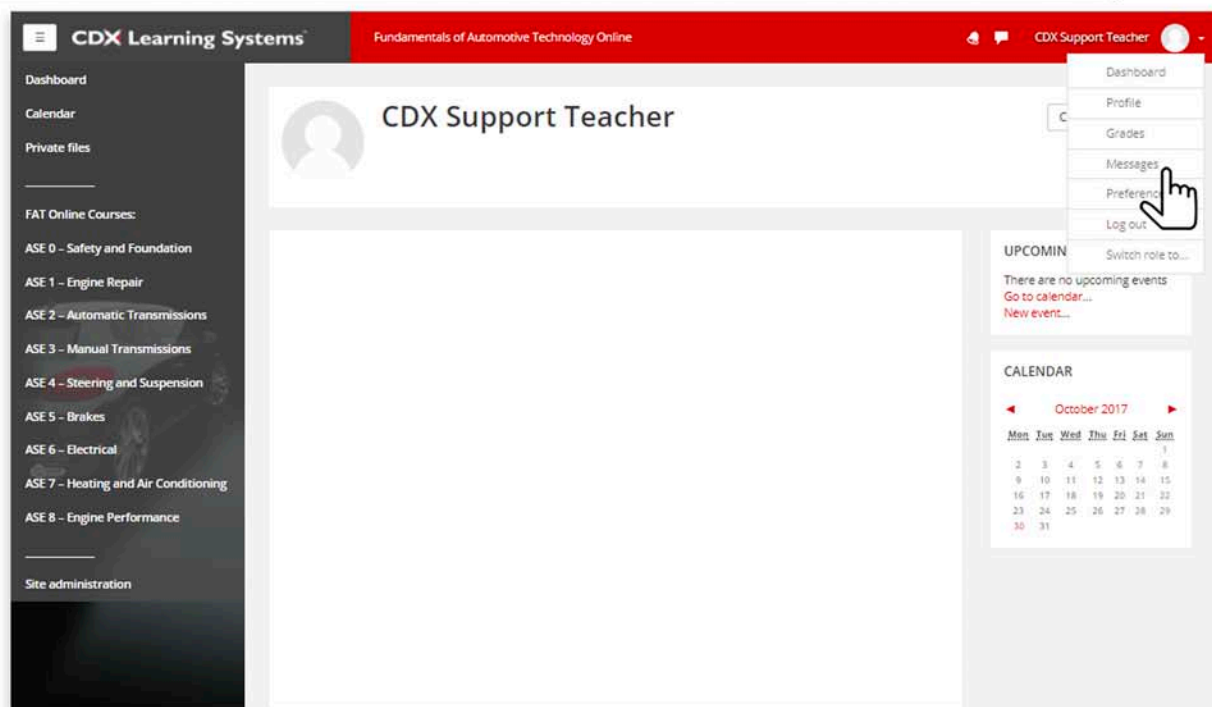 CDX Learning Systems
Fundamentals of Automotive Technology Online
CDX Support Teacher
Dashboard
Profile
Grades
Messages
Log out
Switch role to...
Dashboard
Calendar
Private files
FAT Online Courses:
ASE 0 – Safety and Foundation
ASE 1 – Engine Repair
ASE 2 – Automatic Transmissions
ASE 3 – Manual Transmissions
ASE 4 – Steering and Suspension
ASE 5 – Brakes
ASE 6 – Electrical
ASE 7 – Heating and Air Conditioning
ASE 8 – Engine Performance
Site administration
CDX Support Teacher
C
UPCOMIN
There are no upcoming events
Go to calendar...
New event...
CALENDAR
October 2017
Mon Tue Wed Thu Fri Sat Sun
1
2 3 4 5 6 7 8
9 10 11 12 13 14 15
16 17 18 19 20 21 22
23 24 25 26 27 28 29
30 31